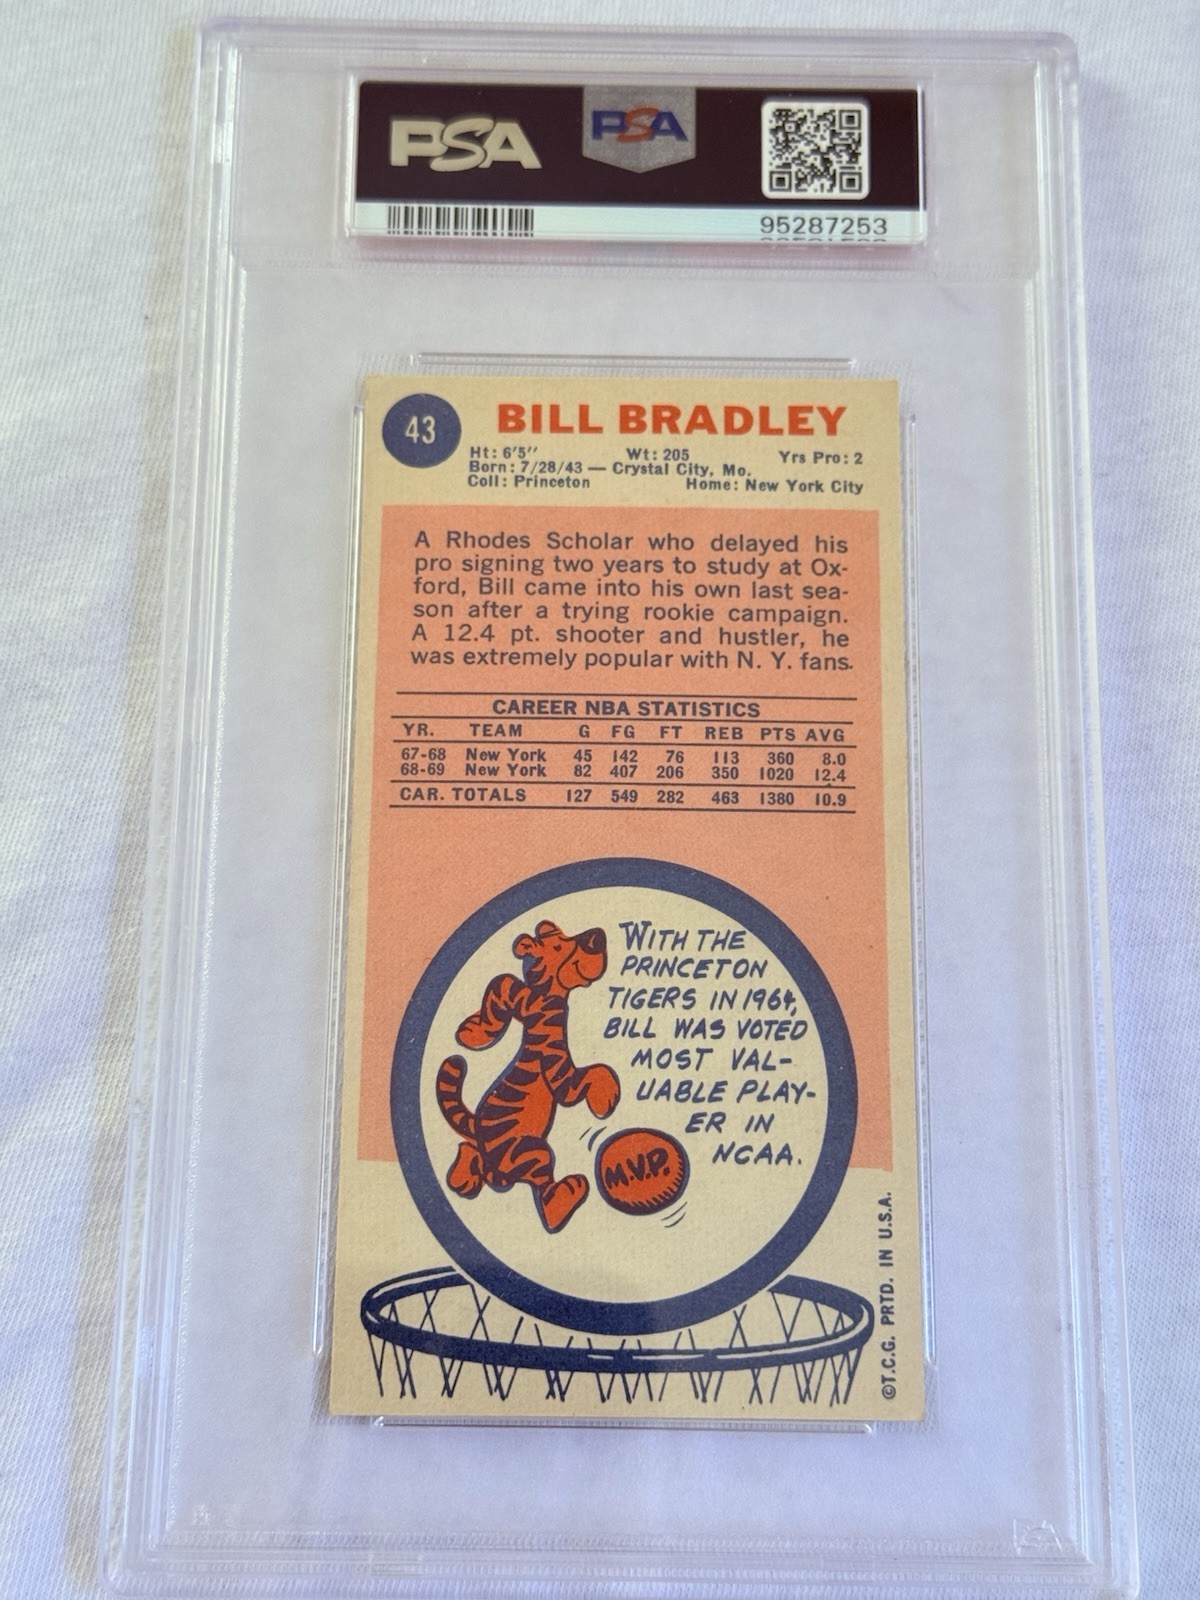 PSA
PSA
95287253
43
BILL BRADLEY
Ht: 6'5" Wt: 205 Yrs Pro: 2
Born: 7/28/43 — Crystal City, Mo.
Coll: Princeton Home: New York City
A Rhodes Scholar who delayed his
pro signing two years to study at Ox-
ford, Bill came into his own last sea-
son after a trying rookie campaign.
A 12.4 pt. shooter and hustler, he
was extremely popular with N. Y. fans.
CAREER NBA STATISTICS
YR. TEAM G FG FT REB PTS AVG
67-68 New York 45 142 76 113 360 8.0
68-69 New York 82 407 206 350 1020 12.4
CAR. TOTALS 127 549 282 463 1380 10.9
WITH THE
PRINCETON
TIGERS IN 1964,
BILL WAS VOTED
MOST VAL-
UABLE PLAY-
ER IN
NCAA.
M.V.P.
©T.C.G. PRTD. IN U.S.A.